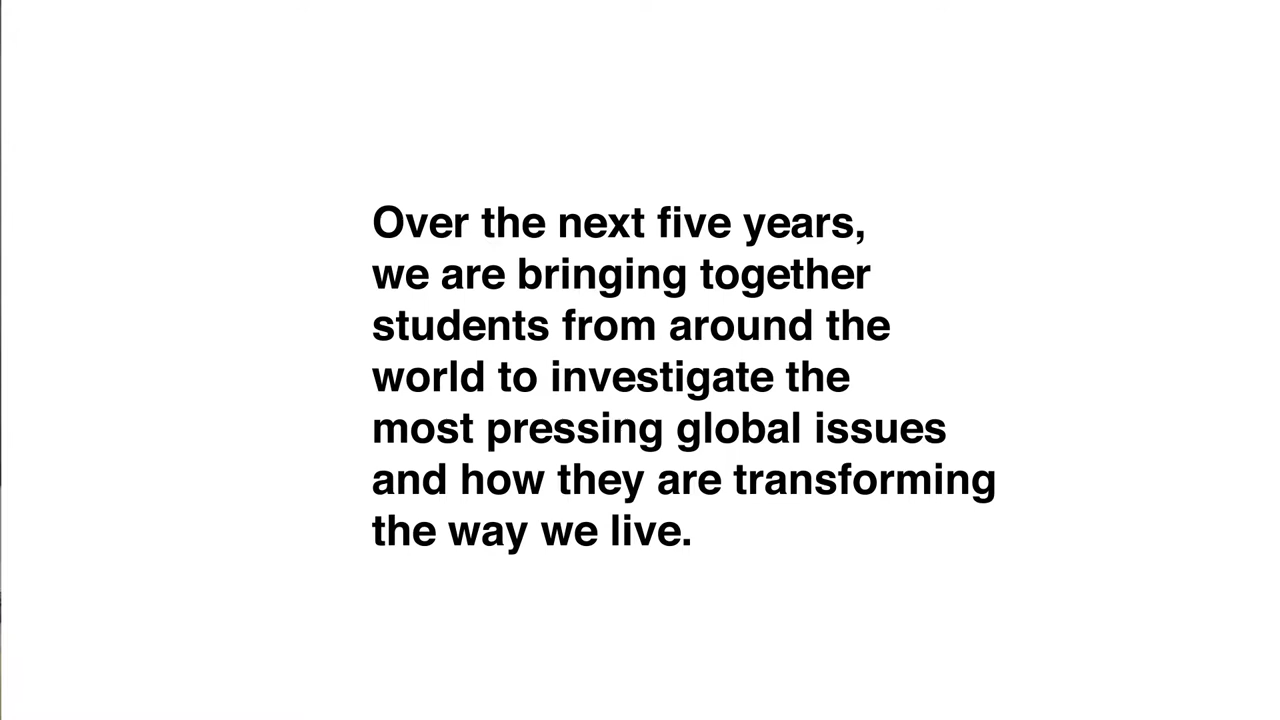 Over the next five years,
we are bringing together
students from around the
world to investigate the
most pressing global issues
and how they are transforming
the way we live.